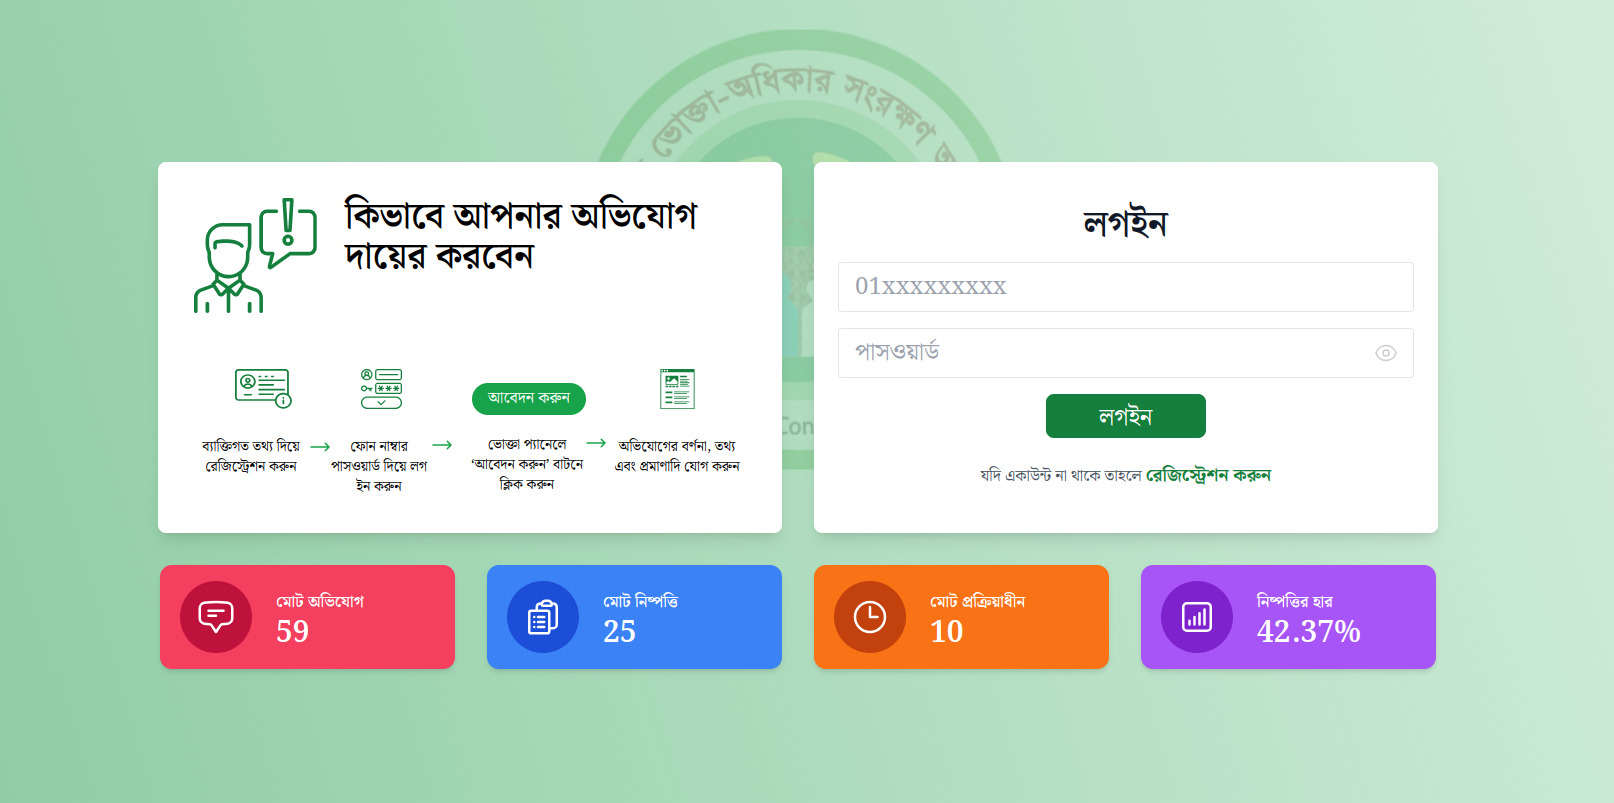 ভোক্তা-অধিকার সংরক্ষণ
কিভাবে আপনার অভিযোগ
দায়ের করবেন
আবেদন করুন
ব্যাক্তিগত তথ্য দিয়ে
রেজিস্ট্রেশন করুন
ফোন নাম্বার
পাসওয়ার্ড দিয়ে লগ
ইন করুন
ভোক্তা প্যানেলে
‘আবেদন করুন’ বাটনে
ক্লিক করুন
অভিযোগের বর্ণনা, তথ্য
এবং প্রমাণাদি যোগ করুন
লগইন
01xxxxxxxxx
পাসওয়ার্ড
লগইন
যদি একাউন্ট না থাকে তাহলে রেজিস্ট্রেশন করুন
মোট অভিযোগ
59
মোট নিষ্পত্তি
25
মোট প্রক্রিয়াধীন
10
নিষ্পত্তির হার
42.37%